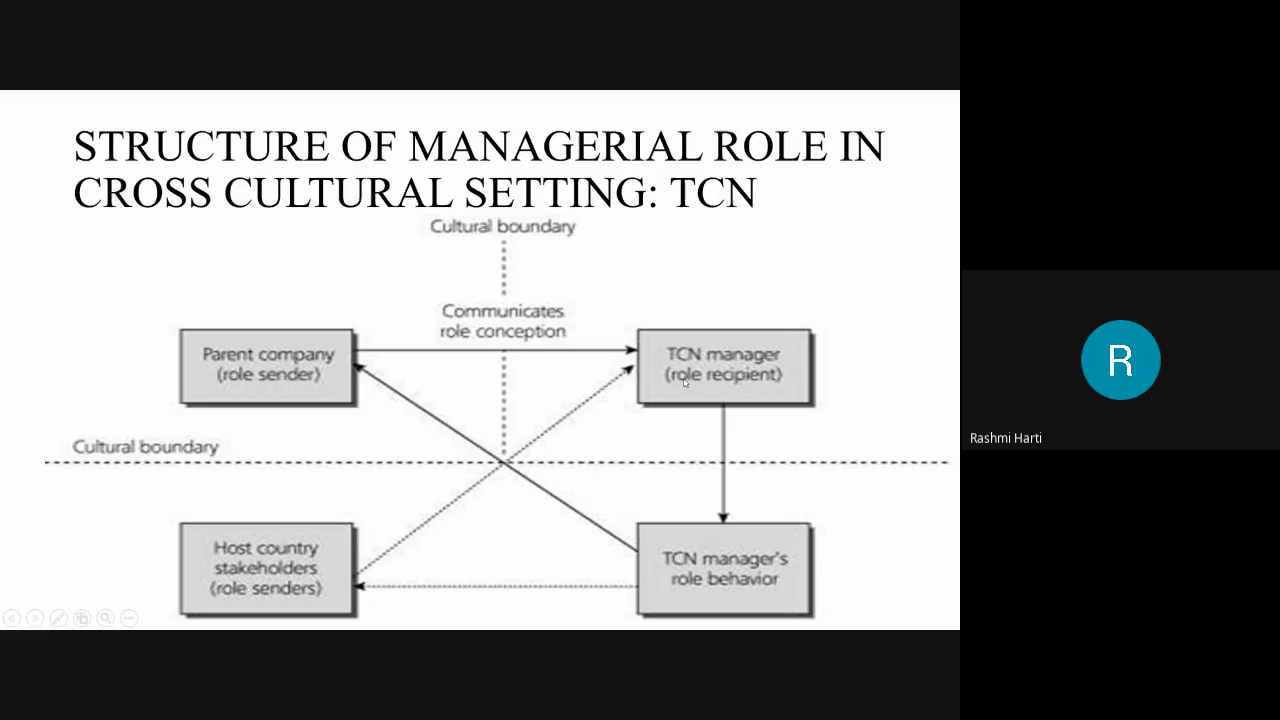 STRUCTURE OF MANAGERIAL ROLE IN
CROSS CULTURAL SETTING: TCN
Cultural boundary
Communicates
role conception
Parent company
(role sender)
TCN manager
(role recipient)
Cultural boundary
Host country
stakeholders
(role senders)
TCN manager's
role behavior
R
Rashmi Harti